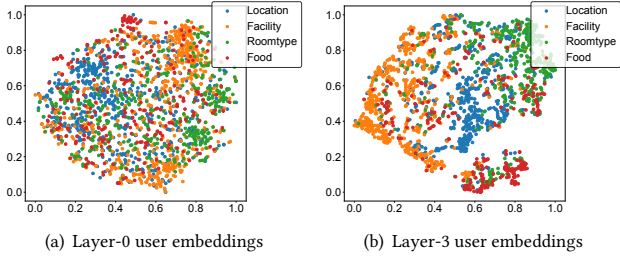 1.0
0.8
0.6
0.4
0.2
0.0
0.0 0.2 0.4 0.6 0.8 1.0
Location
Facility
Roomtype
Food
(a) Layer-0 user embeddings
1.0
0.8
0.6
0.4
0.2
0.0
0.0 0.2 0.4 0.6 0.8 1.0
Location
Facility
Roomtype
Food
(b) Layer-3 user embeddings